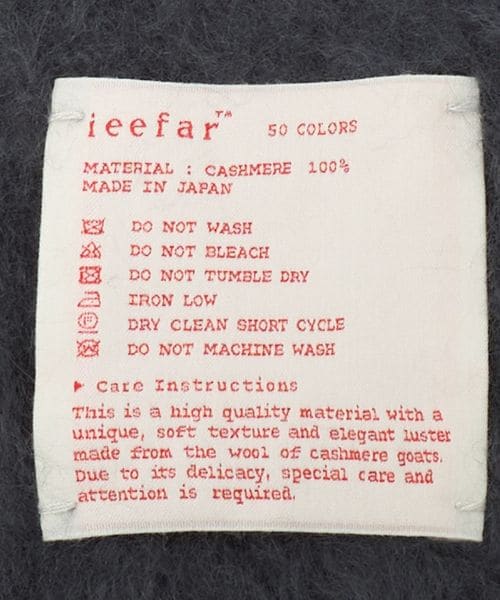 ieefar™ 50 COLORS
MATERIAL : CASHMERE 100%
MADE IN JAPAN
DO NOT WASH
DO NOT BLEACH
DO NOT TUMBLE DRY
IRON LOW
DRY CLEAN SHORT CYCLE
DO NOT MACHINE WASH
▶ Care Instructions
This is a high quality material with a
unique, soft texture and elegant luster
made from the wool of cashmere goats.
Due to its delicacy, special care and
attention is required.